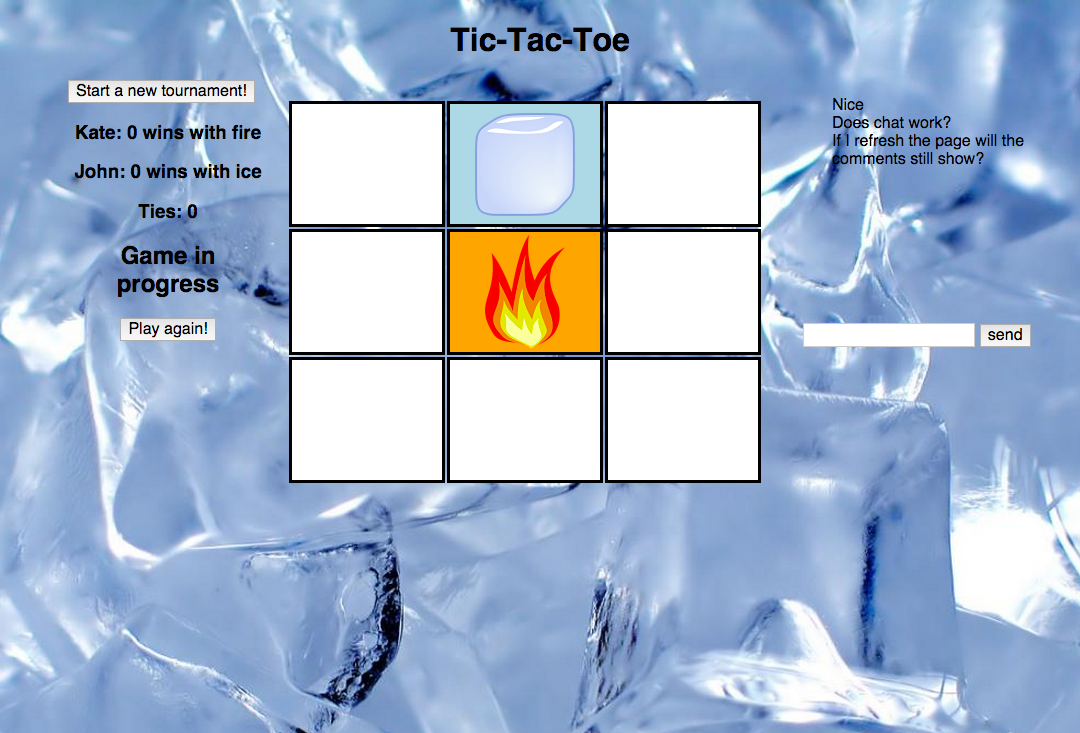 Tic-Tac-Toe
Start a new tournament!
Kate: 0 wins with fire
John: 0 wins with ice
Ties: 0
Game in
progress
Play again!
Nice
Does chat work?
If I refresh the page will the
comments still show?
send